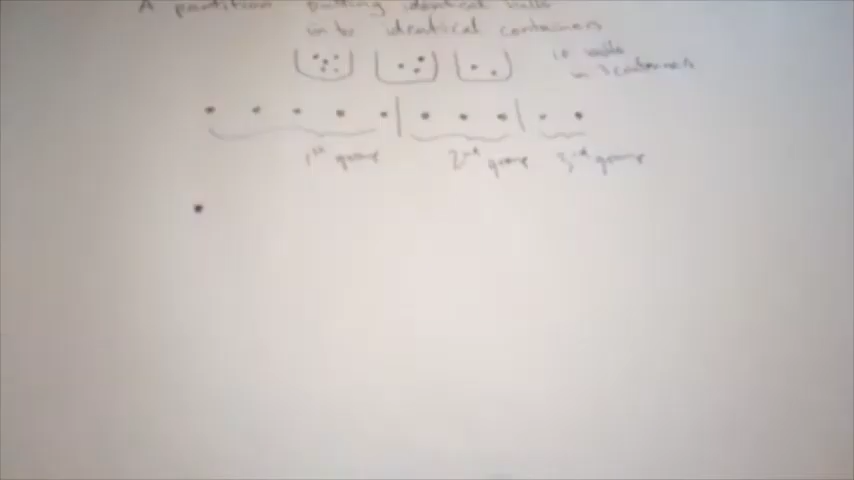 A partition putting identical balls
into identical containers
10 balls
in 3 containers
1st group 2nd group 3rd group